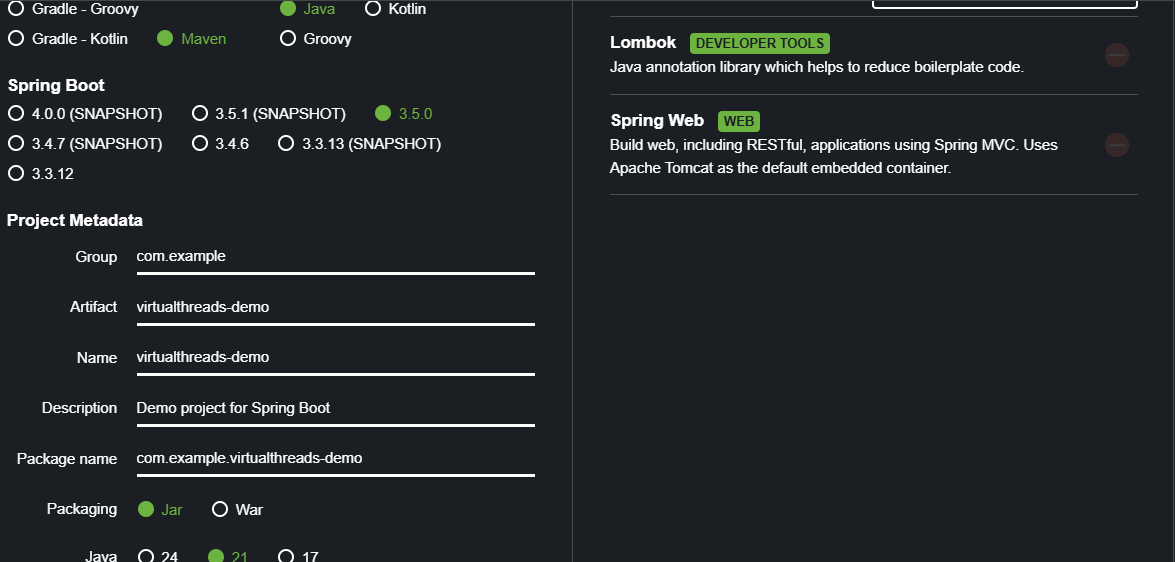 Gradle - Groovy
Java
Kotlin
Gradle - Kotlin
Maven
Groovy
Spring Boot
4.0.0 (SNAPSHOT)
3.5.1 (SNAPSHOT)
3.5.0
3.4.7 (SNAPSHOT)
3.4.6
3.3.13 (SNAPSHOT)
3.3.12
Project Metadata
Group com.example
Artifact virtualthreads-demo
Name virtualthreads-demo
Description Demo project for Spring Boot
Package name com.example.virtualthreads-demo
Packaging Jar War
Java 24 21 17
Lombok DEVELOPER TOOLS
Java annotation library which helps to reduce boilerplate code.
Spring Web WEB
Build web, including RESTful, applications using Spring MVC. Uses
Apache Tomcat as the default embedded container.